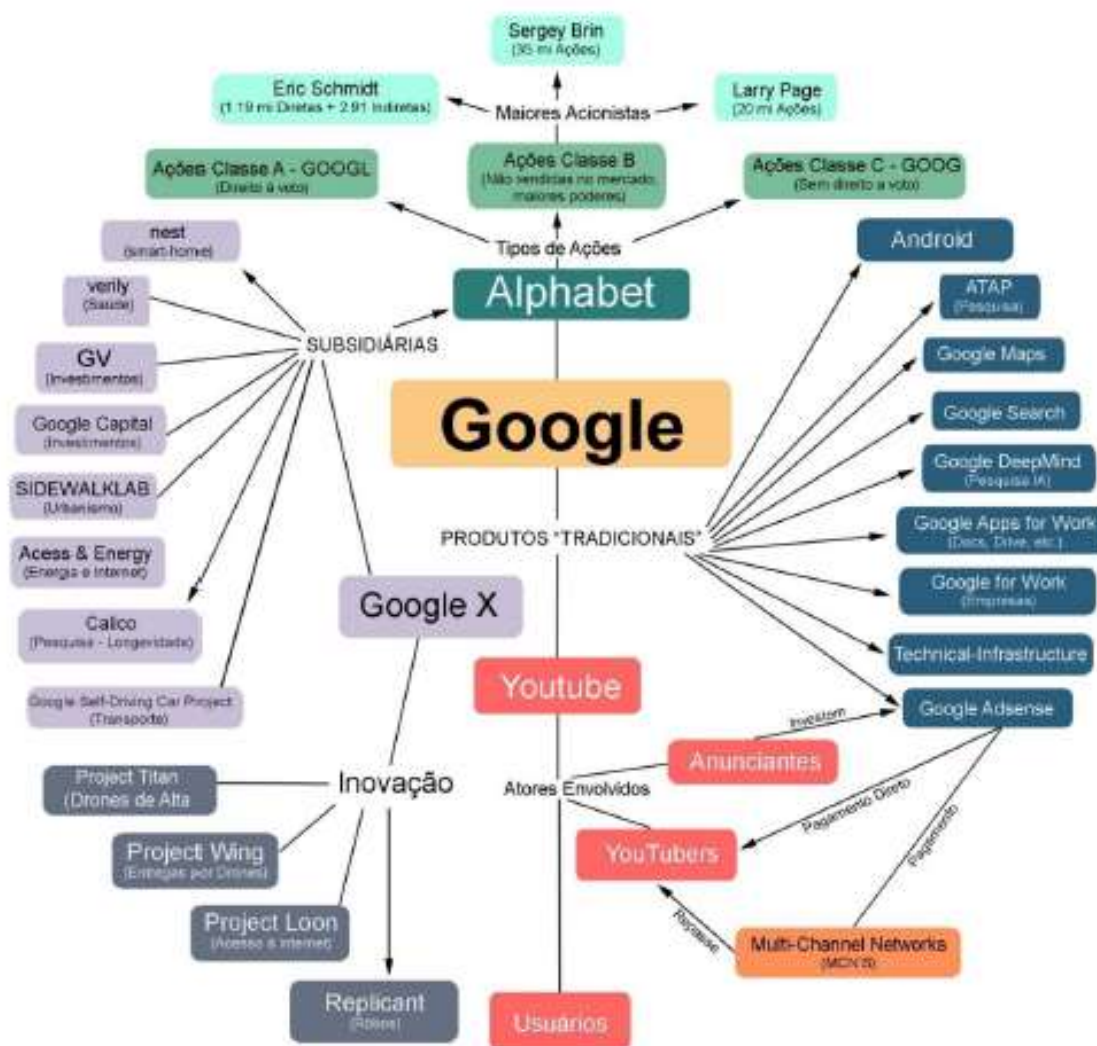 Sergey Brin
(35 mi Ações)
Eric Schmidt
(1.19 mi Diretas + 2.91 Indiretas)
Larry Page
(20 mi Ações)
Maiores Acionistas
Ações Classe A - GOOGL
(Direito à voto)
Ações Classe B
(Não vendidas no mercado,
maiores poderes)
Ações Classe C - GOOG
(Sem direito a voto)
Tipos de Ações
Alphabet
nest
(smart-home)
verily
(Saúde)
GV
(Investimentos)
Google Capital
(Investimentos)
SIDEWALKLAB
(Urbanismo)
Acess & Energy
(Energia e Internet)
Calico
(Pesquisa - Longevidade)
Google Self-Driving Car Project
(Transporte)
SUBSIDIÁRIAS
Google
PRODUTOS "TRADICIONAIS"
Android
ATAP
(Pesquisa)
Google Maps
Google Search
Google DeepMind
(Pesquisa IA)
Google Apps for Work
(Docs, Drive, etc.)
Google for Work
(Empresas)
Technical-Infrastructure
Google Adsense
Google X
Inovação
Project Titan
(Drones de Alta
Project Wing
(Entregas por Drones)
Project Loon
(Acesso à Internet)
Replicant
(Robôs)
Youtube
Atores Envolvidos
Anunciantes
Investem
Pagamento Direto
Pagamento
YouTubers
Repasse
Multi-Channel Networks
(MCN'S)
Usuários